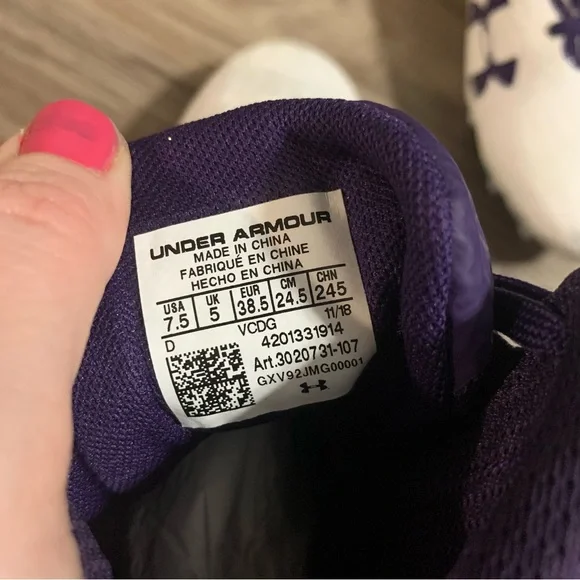 UNDER ARMOUR
MADE IN CHINA
FABRIQUÉ EN CHINE
HECHO EN CHINA
USA UK EUR CM CHN
7.5 5 38.5 24.5 245
D VCDG 11/18
4201331914
Art.3020731-107
GXV92JMG00001